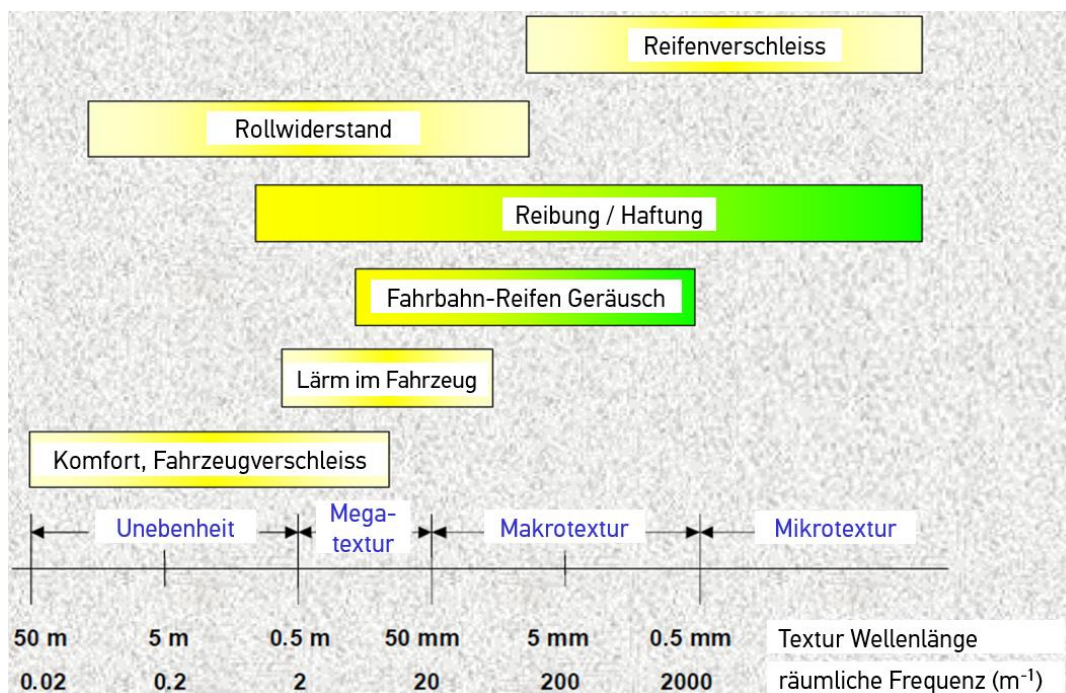 Reifenverschleiss
Rollwiderstand
Reibung / Haftung
Fahrbahn-Reifen Geräusch
Lärm im Fahrzeug
Komfort, Fahrzeugverschleiss
Unebenheit
Mega-
textur
Makrotextur
Mikrotextur
50 m 5 m 0.5 m 50 mm 5 mm 0.5 mm Textur Wellenlänge
0.02 0.2 2 20 200 2000 räumliche Frequenz (m⁻¹)